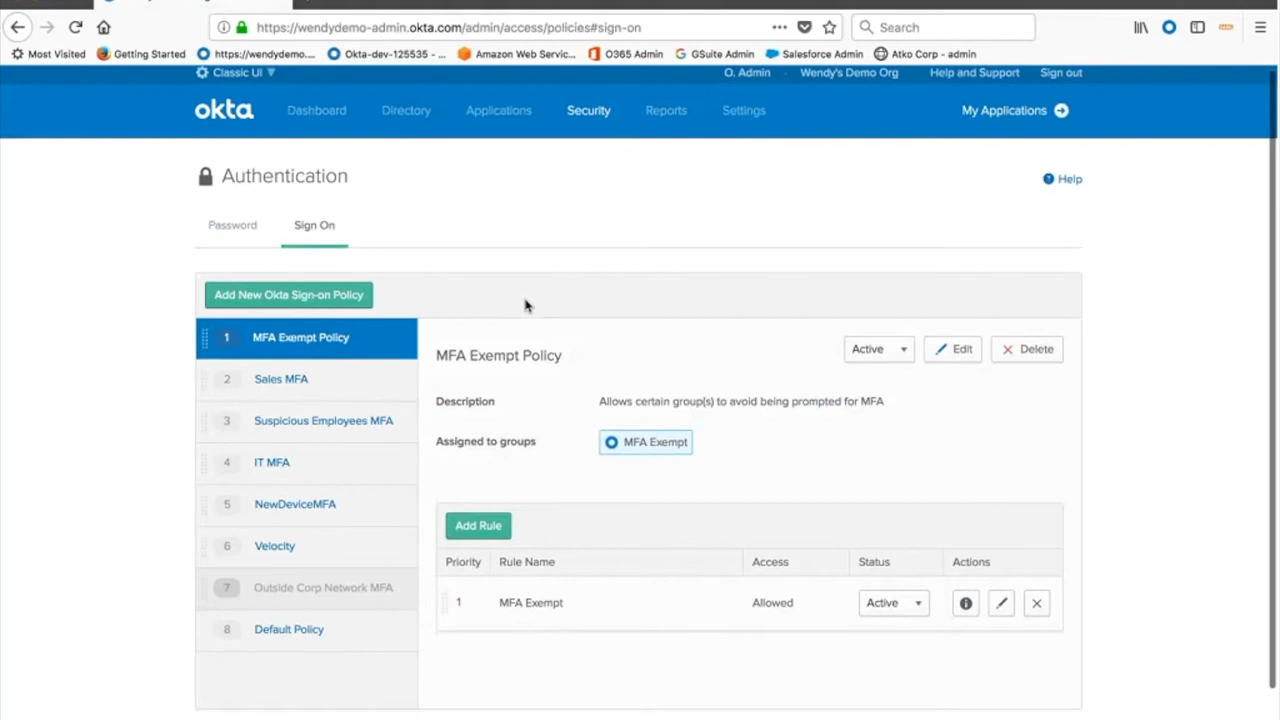 https://wendydemo-admin.okta.com/admin/access/policies#sign-on
Search
Most Visited
Getting Started
https://wendydemo....
Okta-dev-125535 - ...
Amazon Web Servic...
O365 Admin
GSuite Admin
Salesforce Admin
Atko Corp - admin
Classic UI
O. Admin
Wendy's Demo Org
Help and Support
Sign out
okta
Dashboard
Directory
Applications
Security
Reports
Settings
My Applications
Authentication
Help
Password
Sign On
Add New Okta Sign-on Policy
1 MFA Exempt Policy
2 Sales MFA
3 Suspicious Employees MFA
4 IT MFA
5 NewDeviceMFA
6 Velocity
7 Outside Corp Network MFA
8 Default Policy
MFA Exempt Policy
Active
Edit
Delete
Description Allows certain group(s) to avoid being prompted for MFA
Assigned to groups MFA Exempt
Add Rule
Priority Rule Name Access Status Actions
1 MFA Exempt Allowed Active